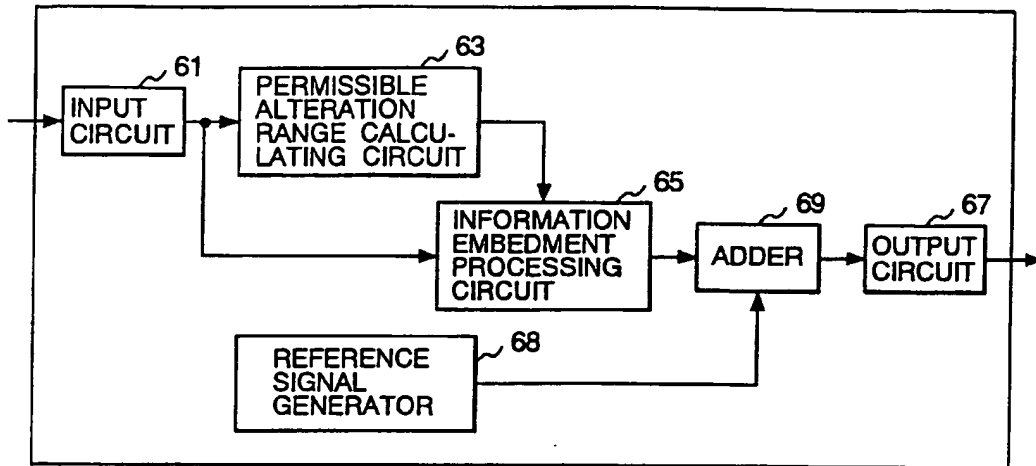 61
INPUT
CIRCUIT
63
PERMISSIBLE
ALTERATION
RANGE CALCU-
LATING CIRCUIT
65
INFORMATION
EMBEDMENT
PROCESSING
CIRCUIT
69
ADDER
67
OUTPUT
CIRCUIT
68
REFERENCE
SIGNAL
GENERATOR